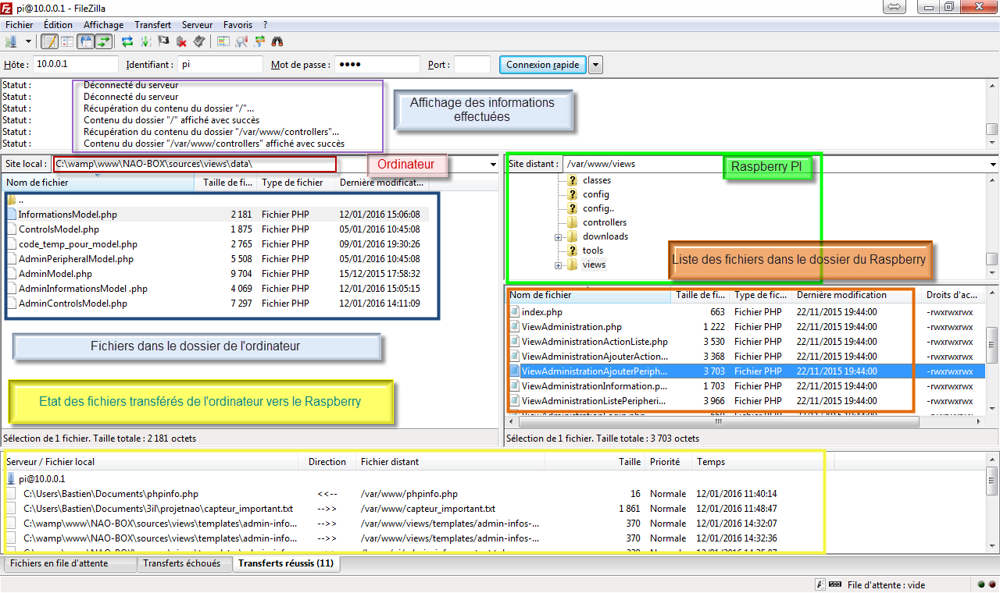 pi@10.0.0.1 - FileZilla
Fichier Édition Affichage Transfert Serveur Favoris ?
Hôte : 10.0.0.1 Identifiant : pi Mot de passe : •••• Port : Connexion rapide
Statut : Déconnecté du serveur
Statut : Déconnecté du serveur
Statut : Récupération du contenu du dossier "/"...
Statut : Contenu du dossier "/" affiché avec succès
Statut : Récupération du contenu du dossier "/var/www/controllers"...
Statut : Contenu du dossier "/var/www/controllers" affiché avec succès
Affichage des informations
effectuées
Site local : C:\wamp\www\NAO-BOX\sources\views\data\
Ordinateur
Nom de fichier Taille de fi... Type de fichier Dernière modificat...
..
InformationsModel.php 2 181 Fichier PHP 12/01/2016 15:06:08
ControlsModel.php 1 875 Fichier PHP 05/01/2016 10:45:08
code_temp_pour_model.php 2 765 Fichier PHP 09/01/2016 19:30:26
AdminPeripheralModel.php 5 508 Fichier PHP 05/01/2016 10:45:08
AdminModel.php 9 704 Fichier PHP 15/12/2015 17:58:32
AdminInformationsModel .php 4 069 Fichier PHP 12/01/2016 15:05:15
AdminControlsModel.php 7 297 Fichier PHP 12/01/2016 14:11:09
Fichiers dans le dossier de l'ordinateur
Etat des fichiers transférés de l'ordinateur vers le Raspberry
Sélection de 1 fichier. Taille totale : 2 181 octets
Site distant : /var/www/views
Raspberry PI
classes
config
config..
controllers
downloads
tools
views
Liste des fichiers dans le dossier du Raspberry
Nom de fichier Taille de fi... Type de fic... Dernière modification Droits d'ac...
index.php 663 Fichier PHP 22/11/2015 19:44:00 -rwxrwxrwx
ViewAdministration.php 1 222 Fichier PHP 22/11/2015 19:44:00 -rwxrwxrwx
ViewAdministrationActionListe.php 3 530 Fichier PHP 22/11/2015 19:44:00 -rwxrwxrwx
ViewAdministrationAjouterAction... 3 368 Fichier PHP 22/11/2015 19:44:00 -rwxrwxrwx
ViewAdministrationAjouterPeriph... 3 703 Fichier PHP 22/11/2015 19:44:00 -rwxrwxrwx
ViewAdministrationInformation.p... 1 703 Fichier PHP 22/11/2015 19:44:00 -rwxrwxrwx
ViewAdministrationListePeripheri... 3 966 Fichier PHP 22/11/2015 19:44:00 -rwxrwxrwx
Sélection de 1 fichier. Taille totale : 3 703 octets
Serveur / Fichier local Direction Fichier distant Taille Priorité Temps
pi@10.0.0.1
C:\Users\Bastien\Documents\phpinfo.php <<-- /var/www/phpinfo.php 16 Normale 12/01/2016 11:40:14
C:\Users\Bastien\Documents\3il\projetnao\capteur_important.txt -->> /var/www/capteur_important.txt 1 861 Normale 12/01/2016 11:48:47
C:\wamp\www\NAO-BOX\sources\views\templates\admin-info... -->> /var/www/views/templates/admin-infos-... 370 Normale 12/01/2016 14:32:07
C:\wamp\www\NAO-BOX\sources\views\templates\admin-info... -->> /var/www/views/templates/admin-infos-... 370 Normale 12/01/2016 14:32:36
Fichiers en file d'attente Transferts échoués Transferts réussis (11)
File d'attente : vide